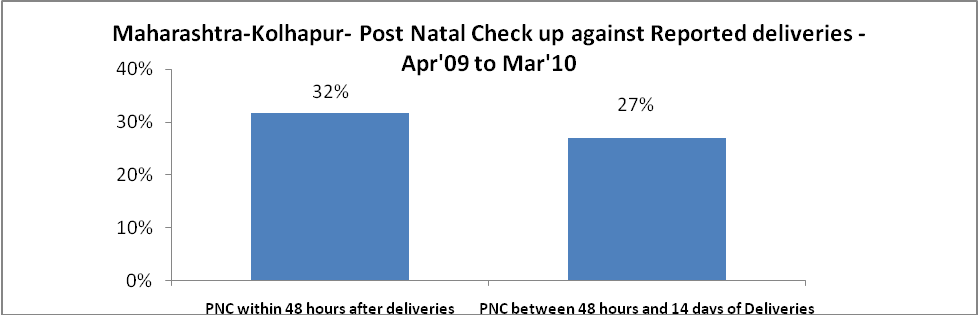 Maharashtra-Kolhapur- Post Natal Check up against Reported deliveries -
Apr'09 to Mar'10
40%
30%
20%
10%
0%
32%
27%
PNC within 48 hours after deliveries
PNC between 48 hours and 14 days of Deliveries